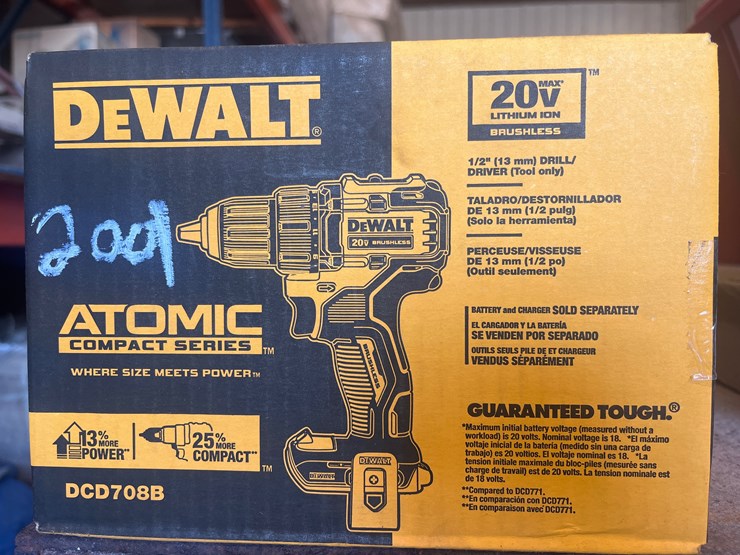 DEWALT®
2001
ATOMIC
COMPACT SERIES™
WHERE SIZE MEETS POWER™
13% MORE
POWER**
25% MORE
COMPACT**™
DCD708B
DEWALT
20V BRUSHLESS
BRUSHLESS
DEWALT
DEWALT
20V MAX*™
LITHIUM ION
BRUSHLESS
1/2" (13 mm) DRILL/
DRIVER (Tool only)
TALADRO/DESTORNILLADOR
DE 13 mm (1/2 pulg)
(Solo la herramienta)
PERCEUSE/VISSEUSE
DE 13 mm (1/2 po)
(Outil seulement)
BATTERY and CHARGER SOLD SEPARATELY
EL CARGADOR Y LA BATERÍA
SE VENDEN POR SEPARADO
OUTILS SEULS PILE DE ET CHARGEUR
VENDUS SÉPARÉMENT
GUARANTEED TOUGH.®
*Maximum initial battery voltage (measured without a
workload) is 20 volts. Nominal voltage is 18. *El máximo
voltaje inicial de la batería (medido sin una carga de
trabajo) es 20 voltios. El voltaje nominal es 18. *La
tension initiale maximale du bloc-piles (mesurée sans
charge de travail) est de 20 volts. La tension nominale est
de 18 volts.
**Compared to DCD771.
**En comparación con DCD771.
**En comparaison avec DCD771.